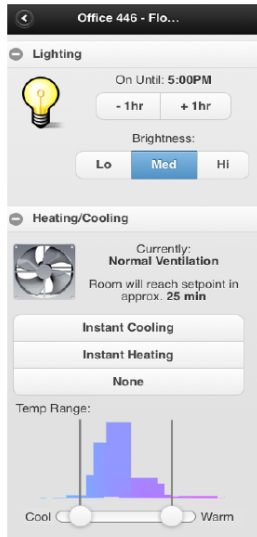 Office 446 - Flo...
Lighting
On Until: 5:00PM
- 1hr + 1hr
Brightness:
Lo Med Hi
Heating/Cooling
Currently:
Normal Ventilation
Room will reach setpoint in
approx. 25 min
Instant Cooling
Instant Heating
None
Temp Range:
Cool Warm